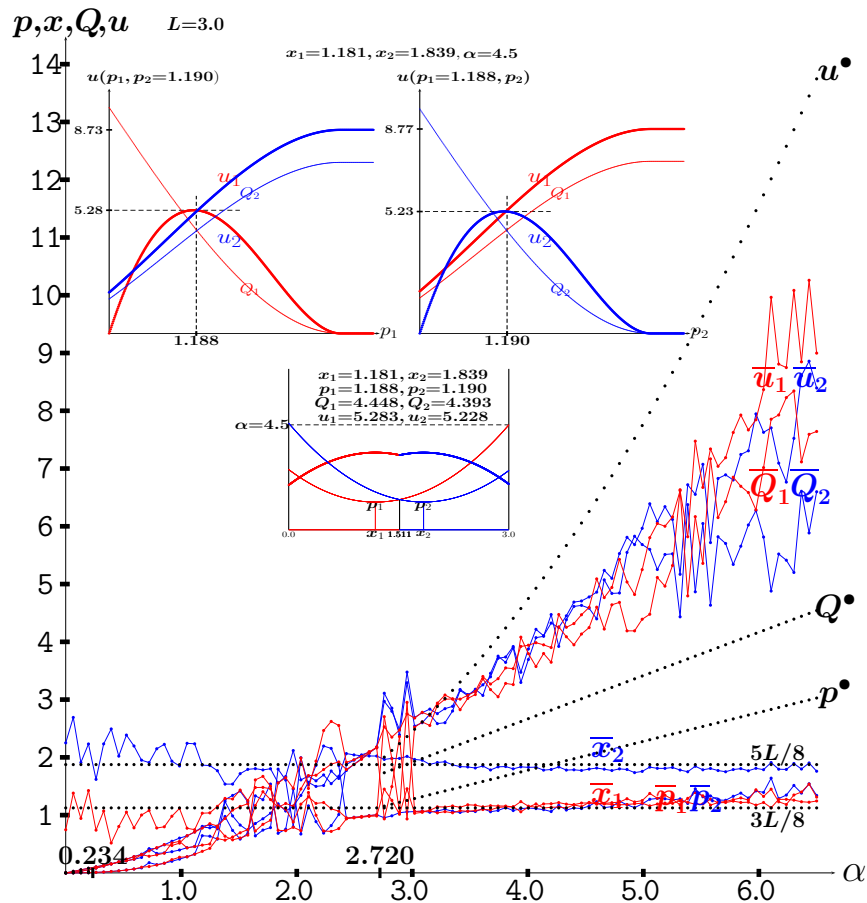 p,x,Q,u L=3.0
x₁=1.181, x₂=1.839, α=4.5
u(p₁, p₂=1.190) u(p₁=1.188, p₂)
14
13
12
11
10
9
8
7
6
5
4
3
2
1
8.73
5.28
u₁
Q₂
u₂
Q₁
p₁
1.188
8.77
5.23
u₁
Q₁
u₂
Q₂
p₂
1.190
x₁=1.181, x₂=1.839
p₁=1.188, p₂=1.190
Q₁=4.448, Q₂=4.393
u₁=5.283, u₂=5.228
α=4.5
p₁ p₂
0.0 x₁ 1.511 x₂ 3.0
u•
u̅₁ u̅₂
Q̅₁ Q̅₂
Q•
p•
x̅₂ 5L/8
x̅₁ p̅₁ p̅₂ 3L/8
0.234 2.720 α
1.0 2.0 3.0 4.0 5.0 6.0